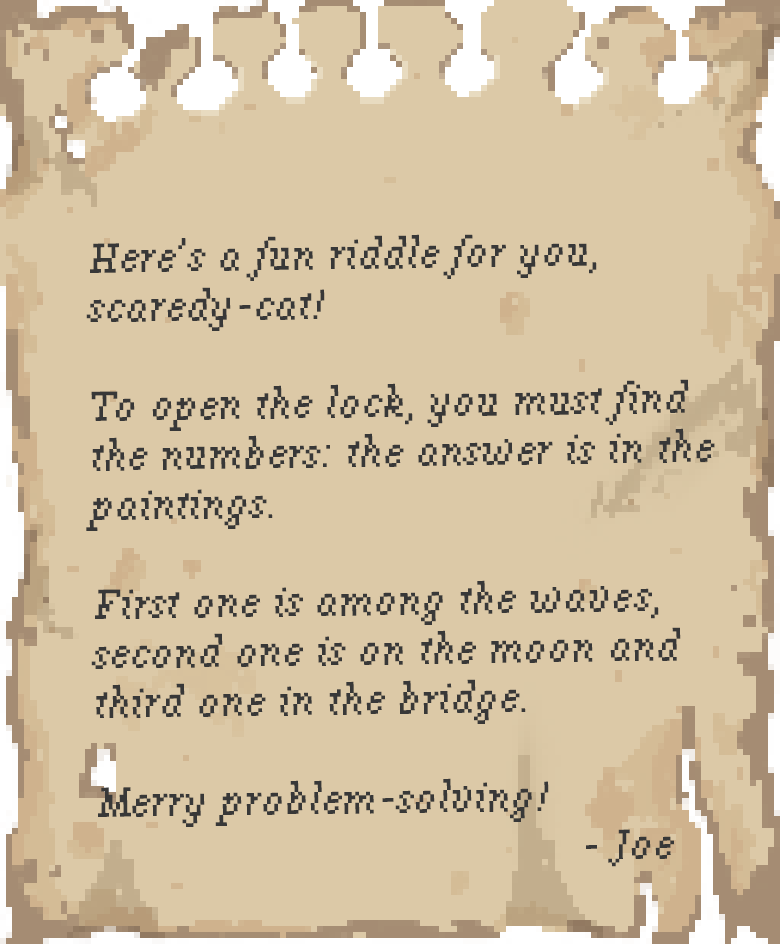 Here's a fun riddle for you,
scaredy-cat!
To open the lock, you must find
the numbers: the answer is in the
paintings.
First one is among the waves,
second one is on the moon and
third one in the bridge.
Merry problem-solving!
- Joe